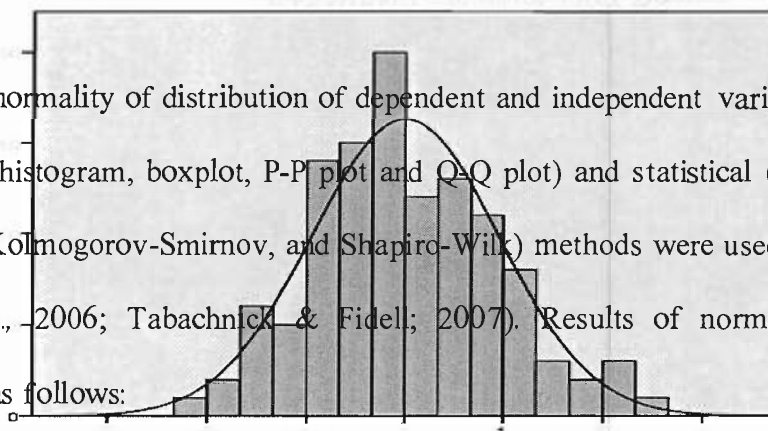 normality of distribution of dependent and independent vari
histogram, boxplot, P-P plot and Q-Q plot) and statistical (
Kolmogorov-Smirnov, and Shapiro-Wilk) methods were used
., 2006; Tabachnick & Fidell; 2007). Results of norm
s follows:
0